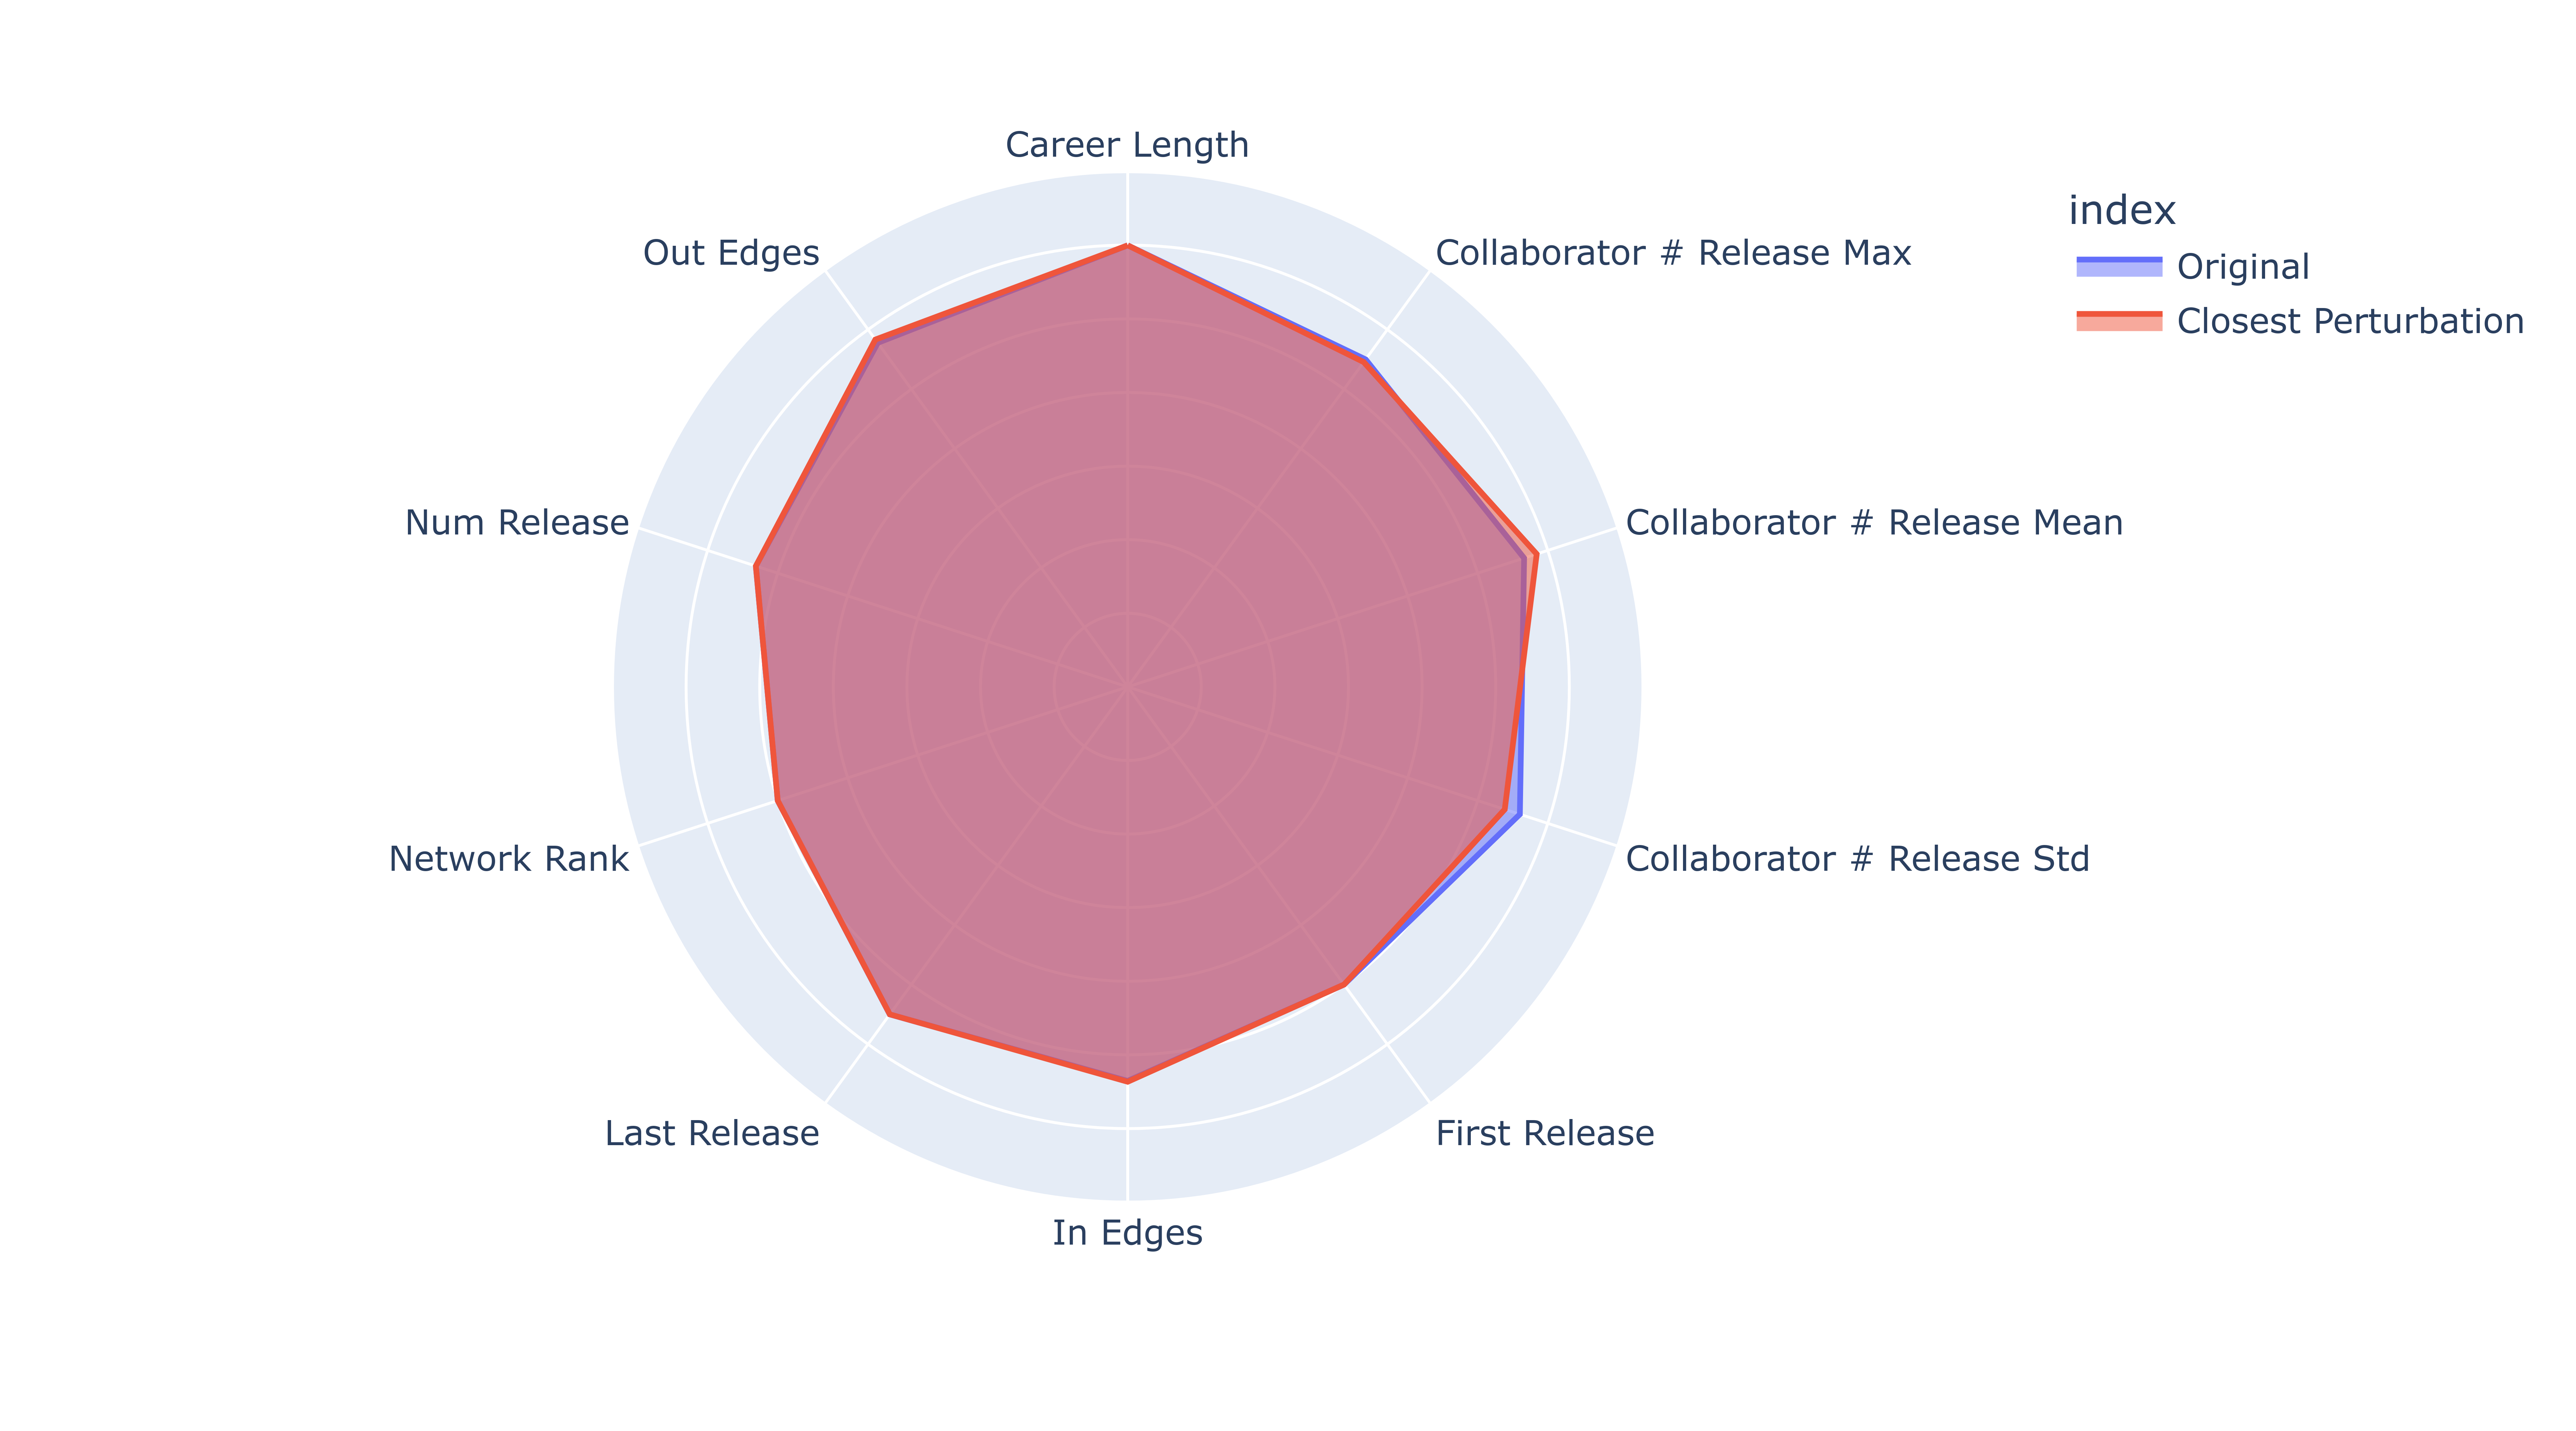 Career Length
Out Edges
Collaborator # Release Max
Num Release
Collaborator # Release Mean
Network Rank
Collaborator # Release Std
Last Release
First Release
In Edges
index
Original
Closest Perturbation